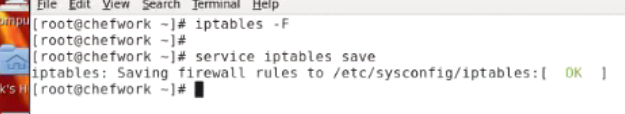 File Edit View Search Terminal Help
[root@chefwork ~]# iptables -F
[root@chefwork ~]#
[root@chefwork ~]# service iptables save
iptables: Saving firewall rules to /etc/sysconfig/iptables:[  OK  ]
[root@chefwork ~]#